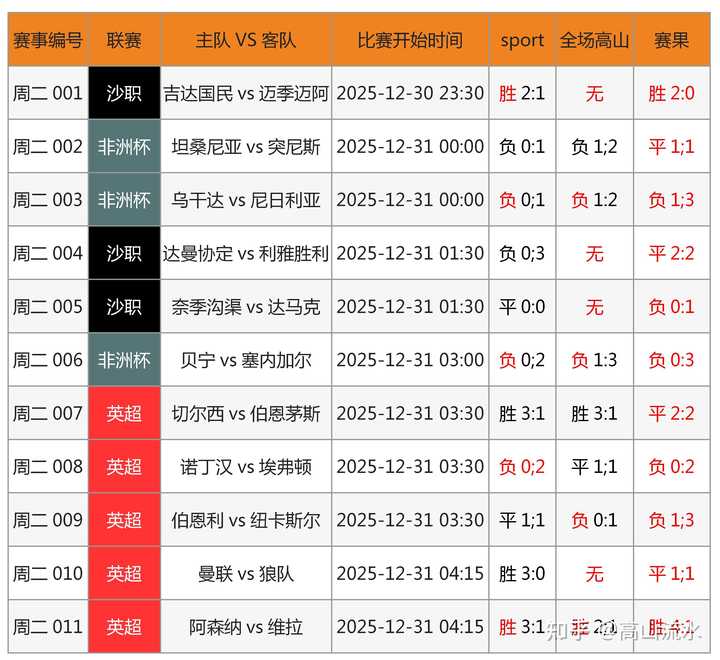 赛事编号 联赛 主队 VS 客队 比赛开始时间 sport 全场高山 赛果
周二 001 沙职 吉达国民 vs 迈季迈阿 2025-12-30 23:30 胜 2:1 无 胜 2:0
周二 002 非洲杯 坦桑尼亚 vs 突尼斯 2025-12-31 00:00 负 0:1 负 1;2 平 1;1
周二 003 非洲杯 乌干达 vs 尼日利亚 2025-12-31 00:00 负 0;1 负 1:2 负 1;3
周二 004 沙职 达曼协定 vs 利雅胜利 2025-12-31 01:30 负 0;3 无 平 2:2
周二 005 沙职 奈季沟渠 vs 达马克 2025-12-31 01:30 平 0:0 无 负 0:1
周二 006 非洲杯 贝宁 vs 塞内加尔 2025-12-31 03:00 负 0;2 负 1:3 负 0:3
周二 007 英超 切尔西 vs 伯恩茅斯 2025-12-31 03:30 胜 3:1 胜 3:1 平 2:2
周二 008 英超 诺丁汉 vs 埃弗顿 2025-12-31 03:30 负 0;2 平 1;1 负 0:2
周二 009 英超 伯恩利 vs 纽卡斯尔 2025-12-31 03:30 平 1;1 负 0:1 负 1;3
周二 010 英超 曼联 vs 狼队 2025-12-31 04:15 胜 3:0 无 平 1;1
周二 011 英超 阿森纳 vs 维拉 2025-12-31 04:15 胜 3:1 胜 胜 4:1
知乎 @高山流水